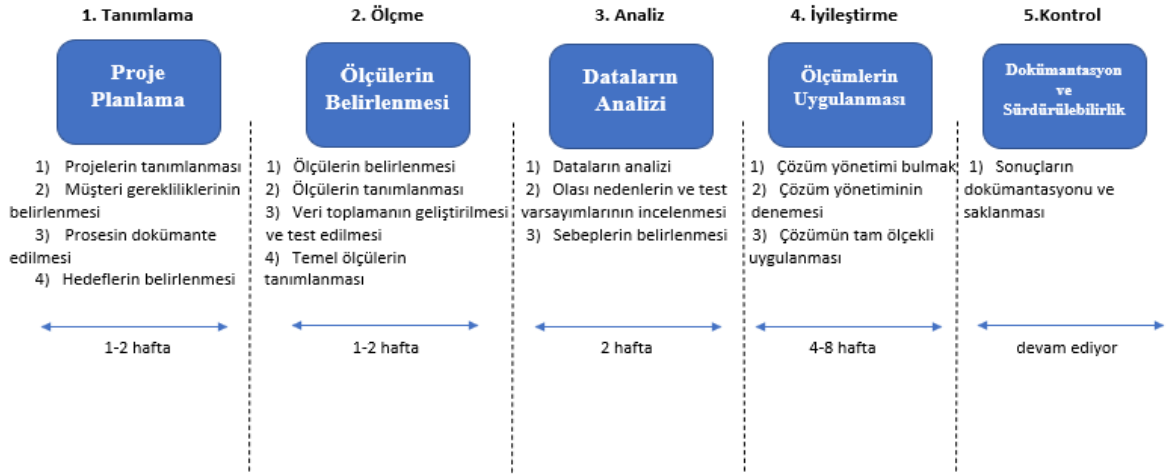 1. Tanımlama
Proje
Planlama
1) Projelerin tanımlanması
2) Müşteri gerekliliklerinin
belirlenmesi
3) Prosesin dokümante
edilmesi
4) Hedeflerin belirlenmesi
1-2 hafta
2. Ölçme
Ölçülerin
Belirlenmesi
1) Ölçülerin belirlenmesi
2) Ölçülerin tanımlanması
3) Veri toplamanın geliştirilmesi
ve test edilmesi
4) Temel ölçülerin
tanımlanması
1-2 hafta
3. Analiz
Dataların
Analizi
1) Dataların analizi
2) Olası nedenlerin ve test
varsayımlarının incelenmesi
3) Sebeplerin belirlenmesi
2 hafta
4. İyileştirme
Ölçümlerin
Uygulanması
1) Çözüm yönetimi bulmak
2) Çözüm yönetiminin
denemesi
3) Çözümün tam ölçekli
uygulanması
4-8 hafta
5.Kontrol
Dokümantasyon
ve
Sürdürülebilirlik
1) Sonuçların
dokümantasyonu ve
saklanması
devam ediyor